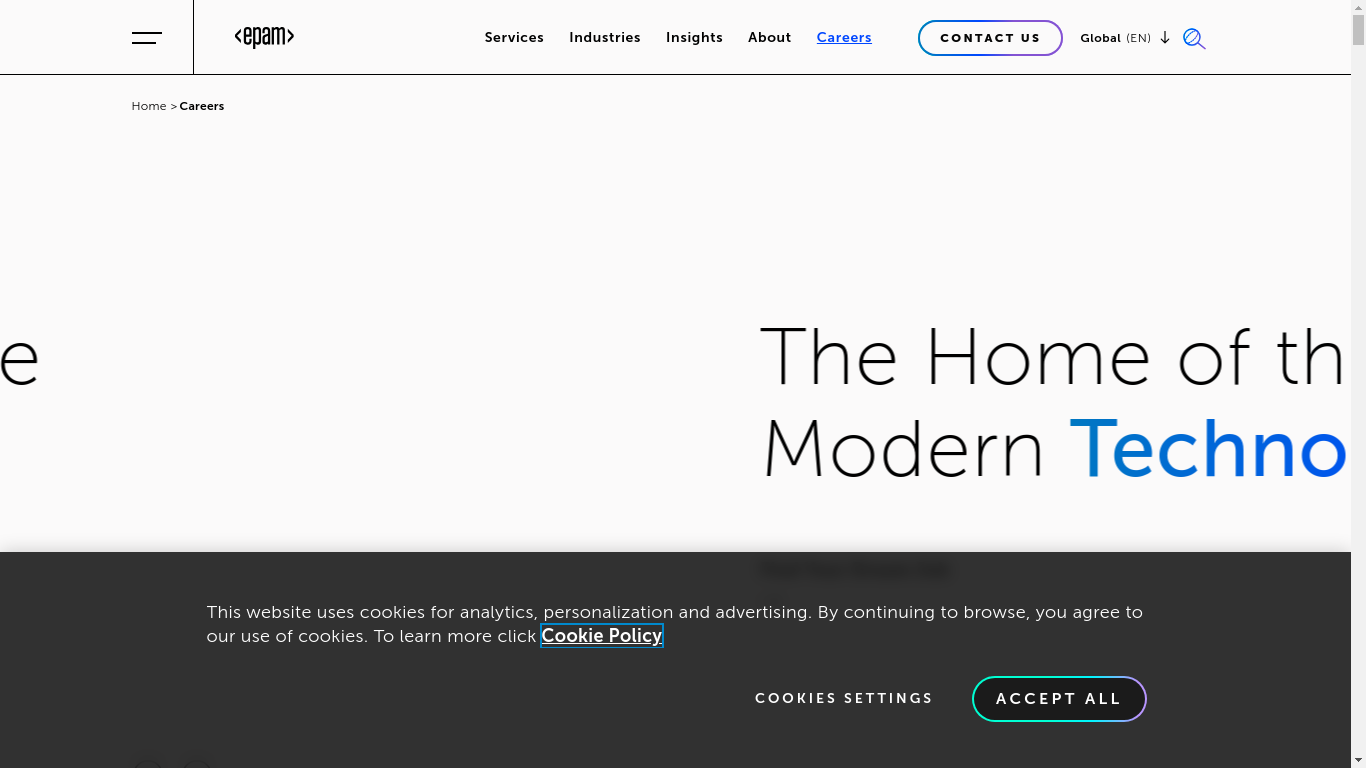 <epam>
Services Industries Insights About Careers CONTACT US Global (EN)
Home > Careers
e
The Home of th
Modern Techno
This website uses cookies for analytics, personalization and advertising. By continuing to browse, you agree to
our use of cookies. To learn more click Cookie Policy
COOKIES SETTINGS ACCEPT ALL